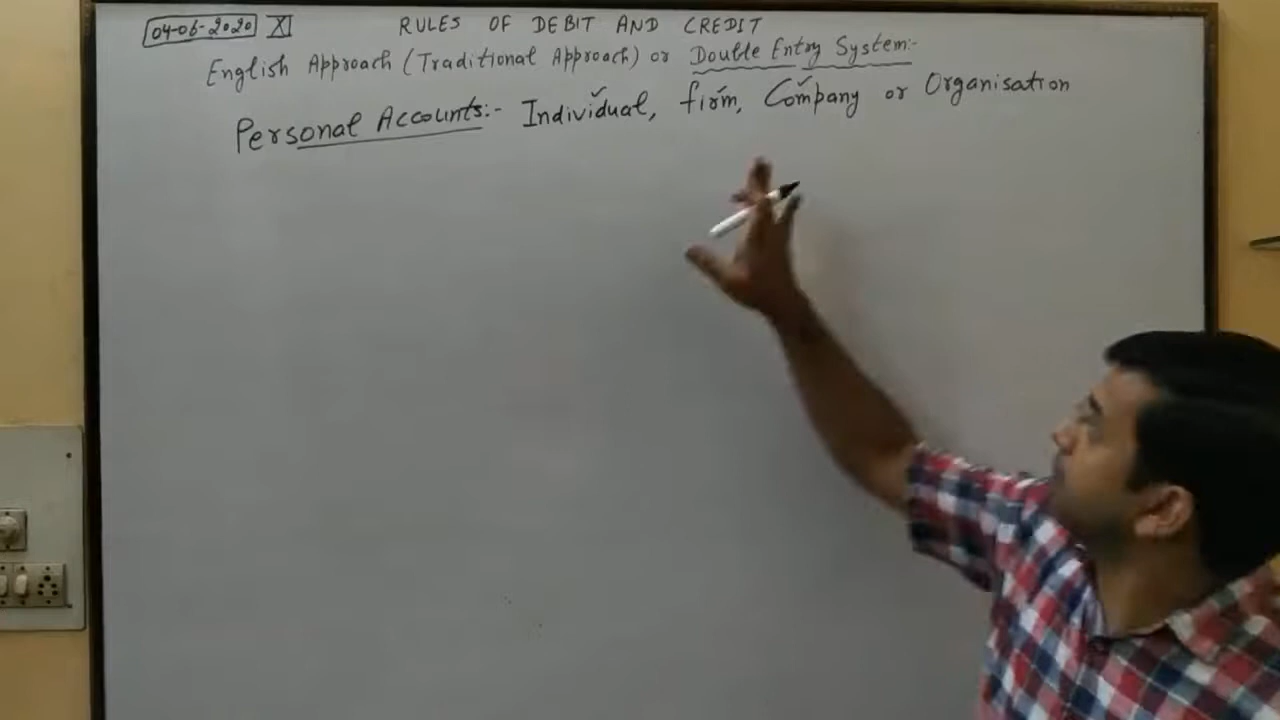 04-06-2020 XI RULES OF DEBIT AND CREDIT
English Approach (Traditional Approach) or Double Entry System:-
Personal Accounts:- Individual, firm, Company or Organisation